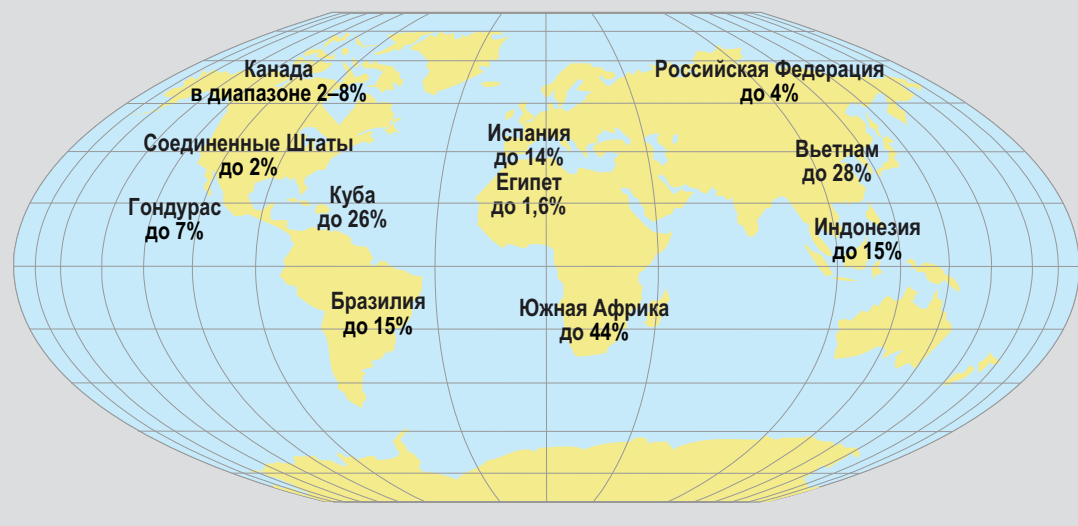 Канада
в диапазоне 2–8%
Российская Федерация
до 4%
Соединенные Штаты
до 2%
Испания
до 14%
Вьетнам
до 28%
Египет
до 1,6%
Куба
до 26%
Гондурас
до 7%
Индонезия
до 15%
Бразилия
до 15%
Южная Африка
до 44%